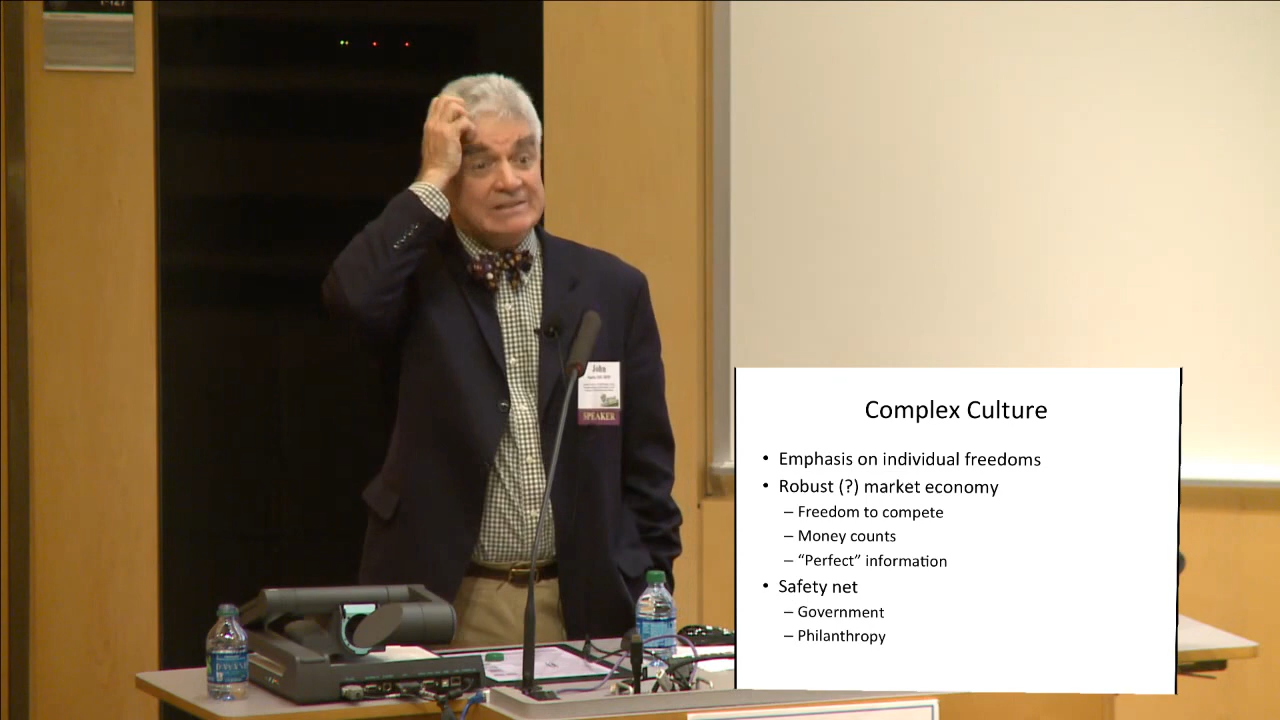 John
SPEAKER
Complex Culture
• Emphasis on individual freedoms
• Robust (?) market economy
– Freedom to compete
– Money counts
– “Perfect” information
• Safety net
– Government
– Philanthropy